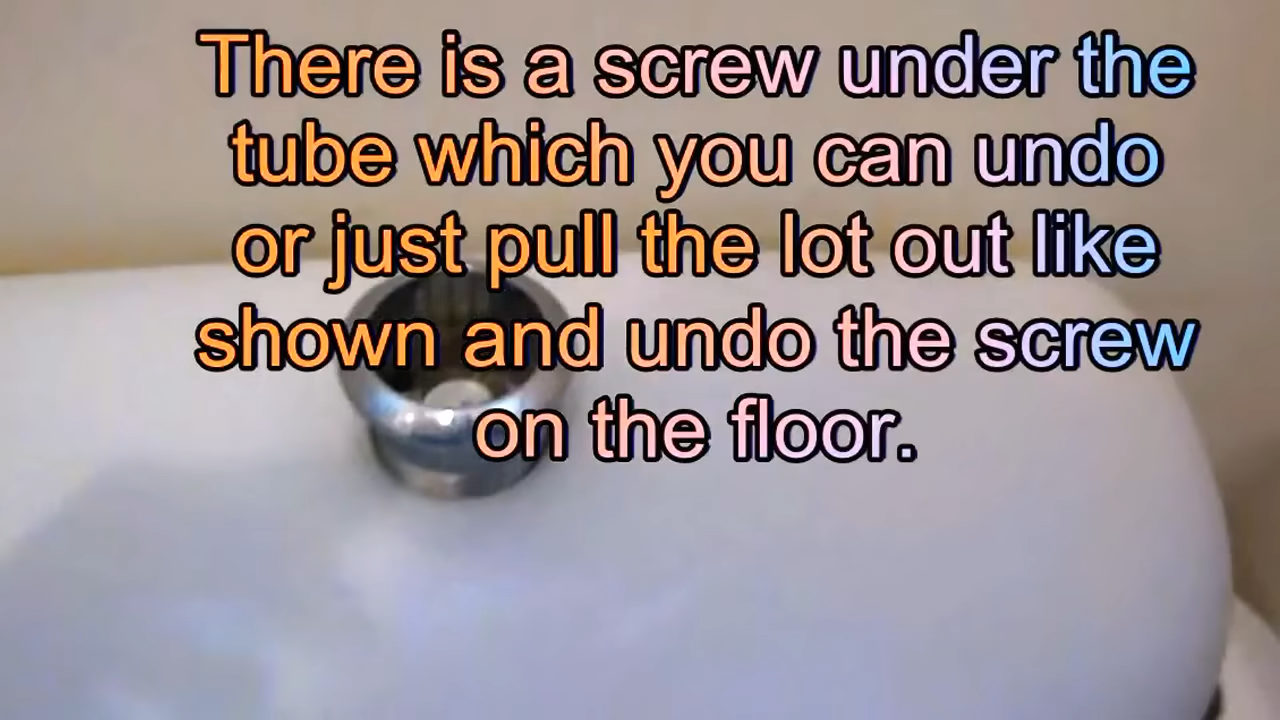 There is a screw under the
tube which you can undo
or just pull the lot out like
shown and undo the screw
on the floor.